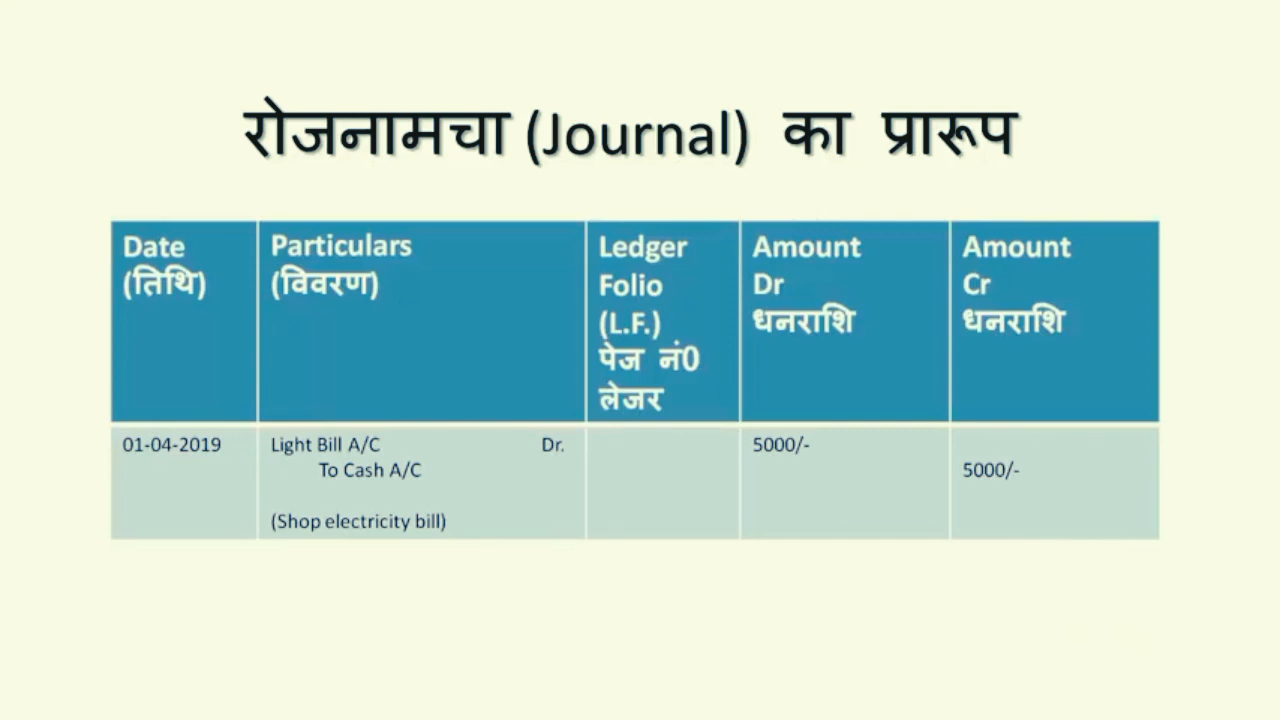 रोजनामचा (Journal) का प्रारूप
Date
(तिथि)
Particulars
(विवरण)
Ledger
Folio
(L.F.)
पेज नं0
लेजर
Amount
Dr
धनराशि
Amount
Cr
धनराशि
01-04-2019
Light Bill A/C Dr.
To Cash A/C
(Shop electricity bill)
5000/-
5000/-